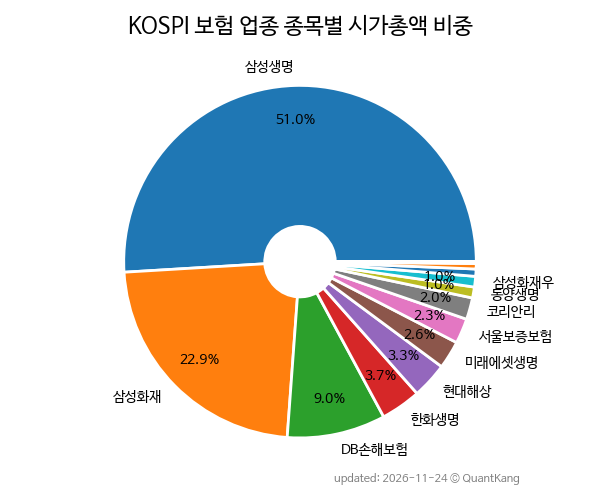 KOSPI 보험 업종 종목별 시가총액 비중
삼성생명
51.0%
삼성화재
22.9%
DB손해보험
9.0%
한화생명
3.7%
현대해상
3.3%
미래에셋생명
2.6%
서울보증보험
2.3%
코리안리
2.0%
동양생명
1.0%
삼성화재우
1.0%
updated: 2026-11-24 © QuantKang